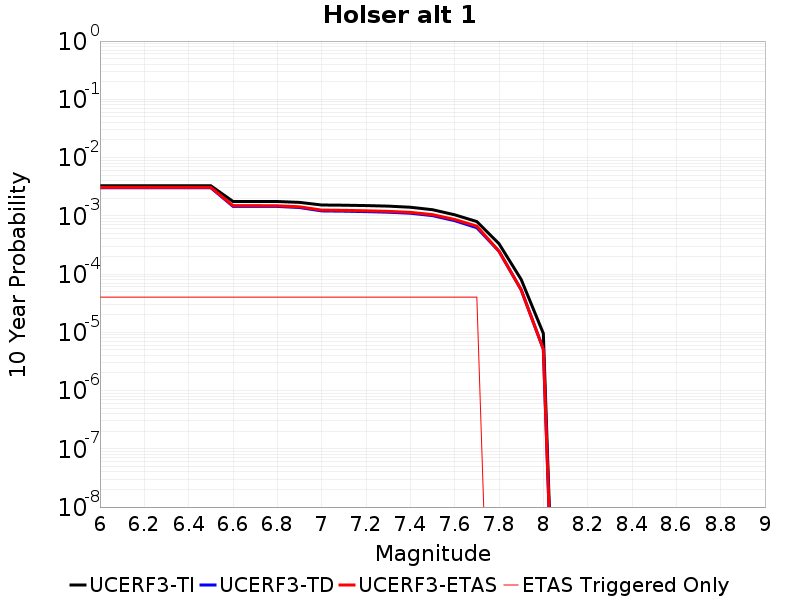 Holser alt 1
10 Year Probability
10^0
10^-1
10^-2
10^-3
10^-4
10^-5
10^-6
10^-7
10^-8
6 6.2 6.4 6.6 6.8 7 7.2 7.4 7.6 7.8 8 8.2 8.4 8.6 8.8 9
Magnitude
UCERF3-TI UCERF3-TD UCERF3-ETAS ETAS Triggered Only